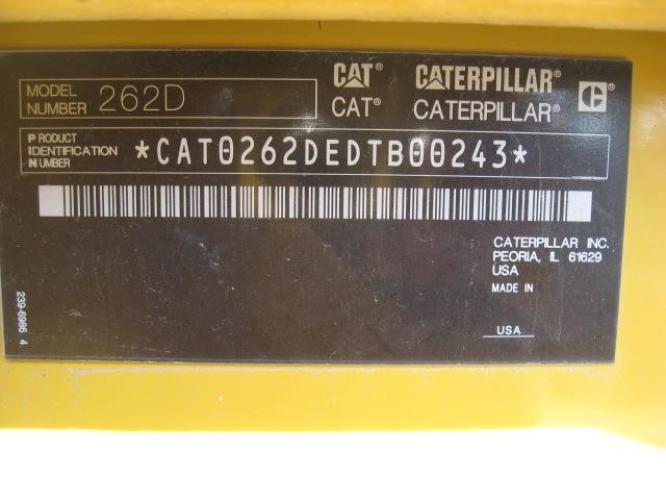 MODEL NUMBER 262D
CAT® CATERPILLAR®
CAT® CATERPILLAR®
PRODUCT IDENTIFICATION NUMBER *CAT0262DEDTB00243*
CATERPILLAR INC.
PEORIA, IL 61629
USA
MADE IN
USA
239-6966 4